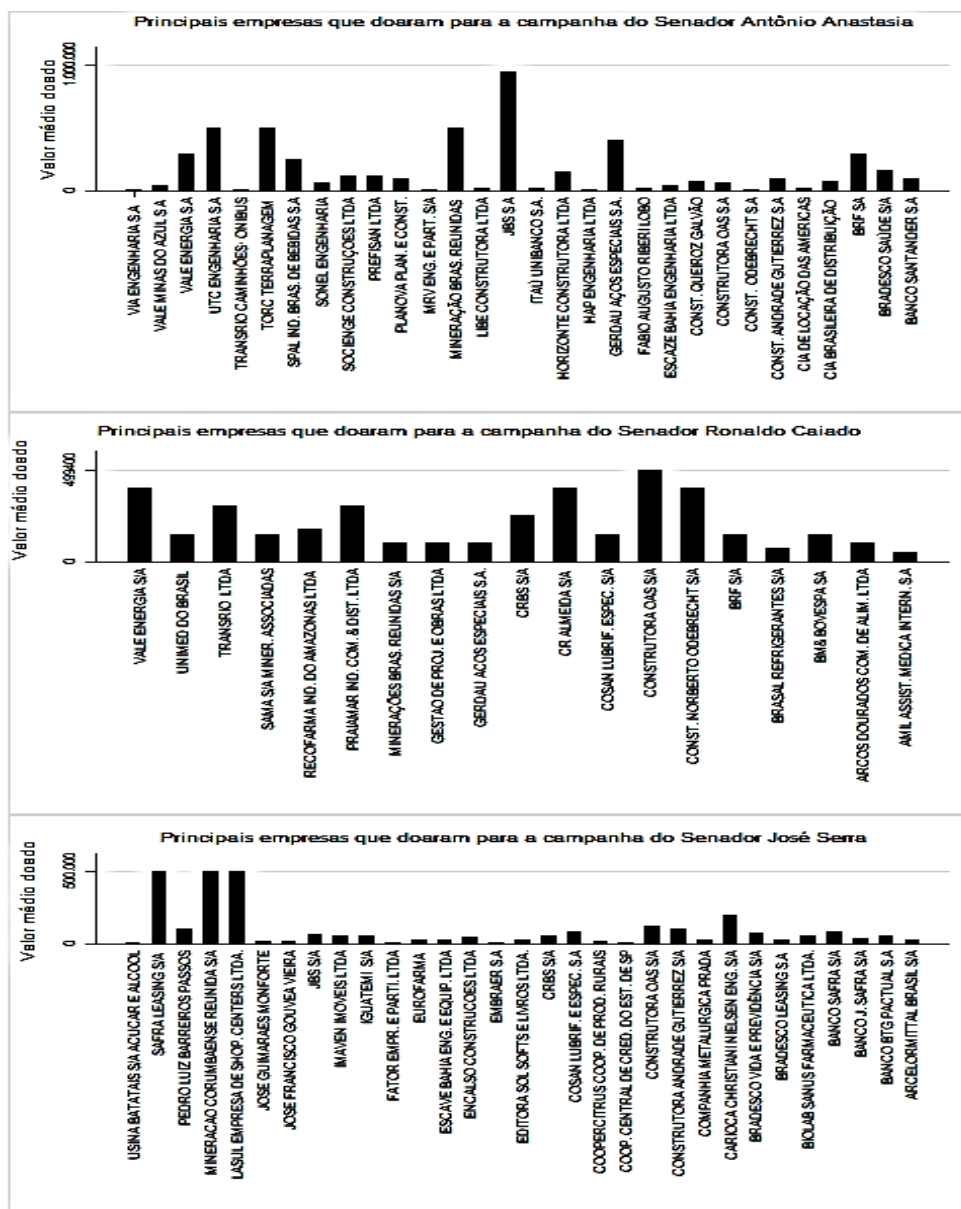 Principais empresas que doaram para a campanha do Senador Antônio Anastasia
Valor médio doado
1.000.000
0
VIA ENGENHARIA S.A
VALE MINAS DO AZUL S.A
VALE ENERGIA S.A
UTC ENGENHARIA S.A
TRANSRIO CAMINHÕES· ONIBUS
TORC TERRAPLANAGEM
SPAL IND. BRAS. DE BEBIDAS S.A
SONEL ENGENHARIA
SOCIENGE CONSTRUÇÕES LTDA
PREFISAN LTDA
PLANOVA PLAN. E CONST.
MRV ENG. E PART. S/A
MINERAÇÃO BRAS. REUNIDAS
LIBE CONSTRUTORA LTDA
JBS S.A
ITAÚ UNIBANCO S.A.
HORIZONTE CONSTRUTORA LTDA
HAP ENGENHARIA LTDA
GERDAU AÇOS ESPECIAIS S.A.
FABIO AUGUSTO RIBERI LOBO
ESCAZE BAHIA ENGENHARIA LTDA
CONST. QUEIROZ GALVÃO
CONSTRUTORA OAS S.A
CONST. ODEBRECHT S.A
CONST. ANDRADE GUTIERREZ S.A
CIA DE LOCAÇÃO DAS AMERICAS
CIA BRASILEIRA DE DISTRIBUIÇÃO
BRF SA
BRADESCO SAÚDE S/A
BANCO SANTANDER S.A
Principais empresas que doaram para a campanha do Senador Ronaldo Caiado
Valor médio doado
499400
0
VALE ENERGIA S/A
UNIMED DO BRASIL
TRANSRIO LTDA
SAMA S/A MINER. ASSOCIADAS
RECOFARMA IND. DO AMAZONAS LTDA
PRAIAMAR IND. COM. & DIST. LTDA
MINERAÇÕES BRAS. REUNIDAS S/A
GESTAO DE PROJ. E OBRAS LTDA
GERDAU ACOS ESPECIAIS S.A.
CRBS S/A
CR ALMEIDA S/A
COSAN LUBRIF. ESPEC. S/A
CONSTRUTORA OAS S/A
CONST. NORBERTO ODEBRECHT S/A
BRF S/A
BRASAL REFRIGERANTES S/A
BM& BOVESPA SA
ARCOS DOURADOS COM. DE ALIM. LTDA
AMIL ASSIST. MEDICA INTERN. S.A
Principais empresas que doaram para a campanha do Senador José Serra
Valor médio doado
500.000
0
USINA BATATAIS S/A ACUCAR E ALCOOL
SAFRA LEASING S/A
PEDRO LUIZ BARREIROS PASSOS
MINERACAO CORUMBAENSE REUNIDA S/A
LASUL EMPRESA DE SHOP. CENTERS LTDA.
JOSE GUIMARAES MONFORTE
JOSE FRANCISCO GOUVEA VIEIRA
JBS S/A
IMAVEN IMOVEIS LTDA
IGUATEMI S/A
FATOR EMPR. E PARTI. LTDA
EUROFARMA
ESCAVE BAHIA ENG. E EQUIP. LTDA
ENCALSO CONSTRUCOES LTDA
EMBRAER S.A
EDITORA SOL SOFTS E LIVROS LTDA.
CRBS S/A
COSAN LUBRIF. E ESPEC. S.A
COOPERCITRUS COOP. DE PROD. RURAIS
COOP. CENTRAL DE CRED. DO EST. DE SP
CONSTRUTORA OAS S/A
CONSTRUTORA ANDRADE GUTIERREZ S/A
COMPANHIA METALURGICA PRADA
CARIOCA CHRISTIANI NIELSEN ENG. S/A
BRADESCO VIDA E PREVIDÊNCIA S/A
BRADESCO LEASING S.A
BIOLAB SANUS FARMACEUTICA LTDA.
BANCO SAFRA S/A
BANCO J. SAFRA S/A
BANCO BTG PACTUAL S.A
ARCELORMITTAL BRASIL S/A